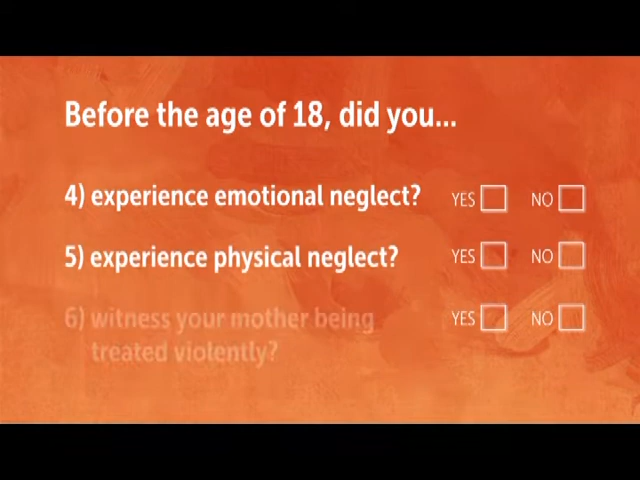 Before the age of 18, did you...
4) experience emotional neglect? YES NO
5) experience physical neglect? YES NO
6) witness your mother being YES NO
treated violently?